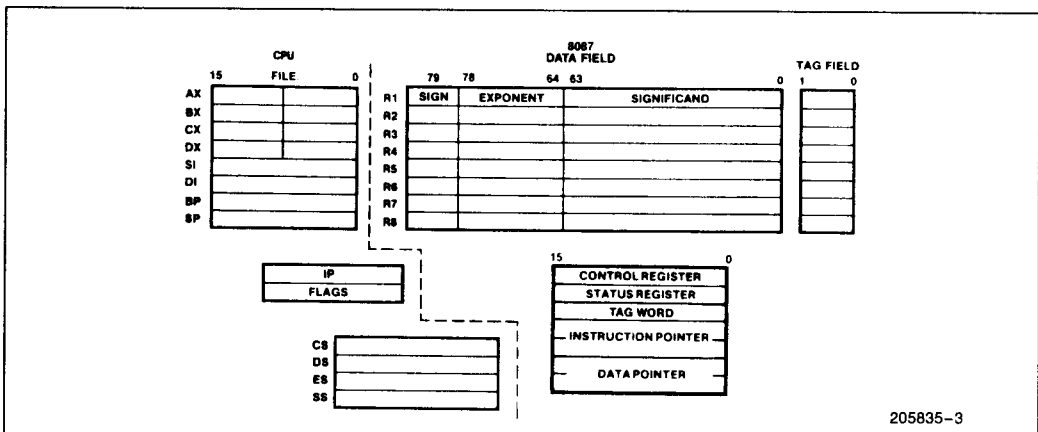 CPU
FILE
15 0
AX
BX
CX
DX
SI
DI
BP
SP
IP
FLAGS
CS
DS
ES
SS
8087
DATA FIELD
79 78 64 63 0
R1 SIGN EXPONENT SIGNIFICAND
R2
R3
R4
R5
R6
R7
R8
TAG FIELD
1 0
15 0
CONTROL REGISTER
STATUS REGISTER
TAG WORD
INSTRUCTION POINTER
DATA POINTER
205835-3